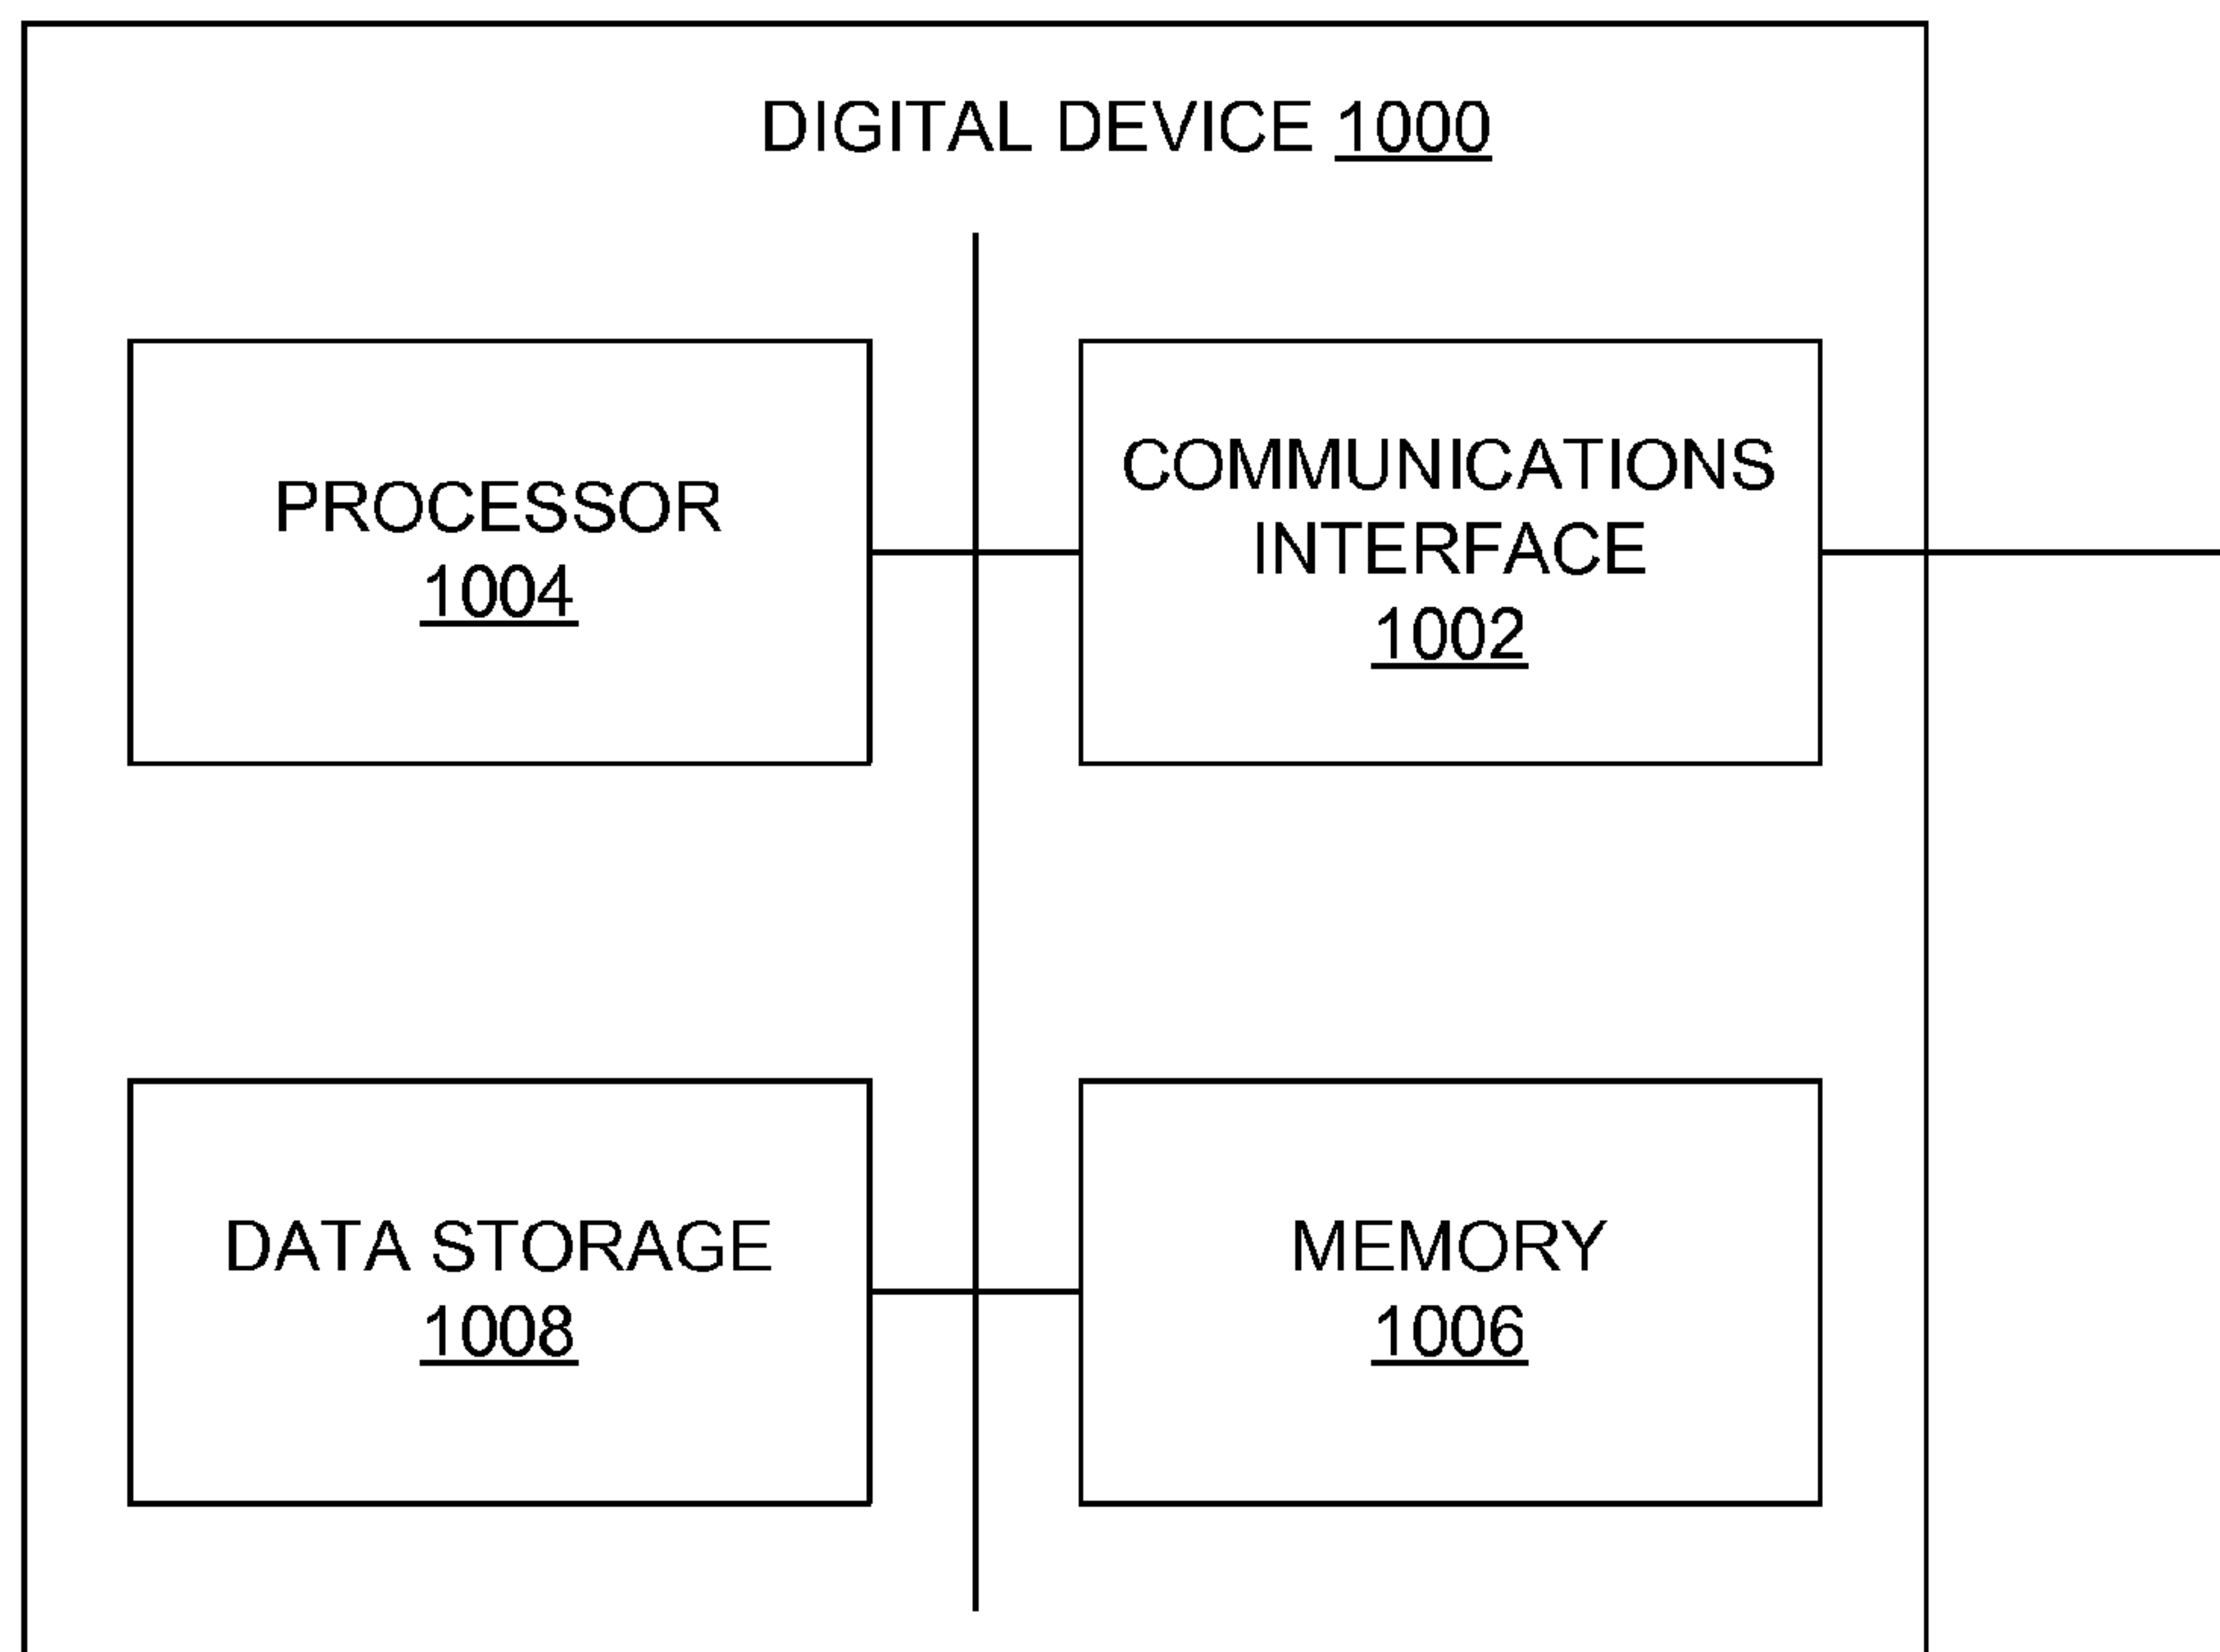 DIGITAL DEVICE 1000
PROCESSOR
1004
COMMUNICATIONS
INTERFACE
1002
DATA STORAGE
1008
MEMORY
1006